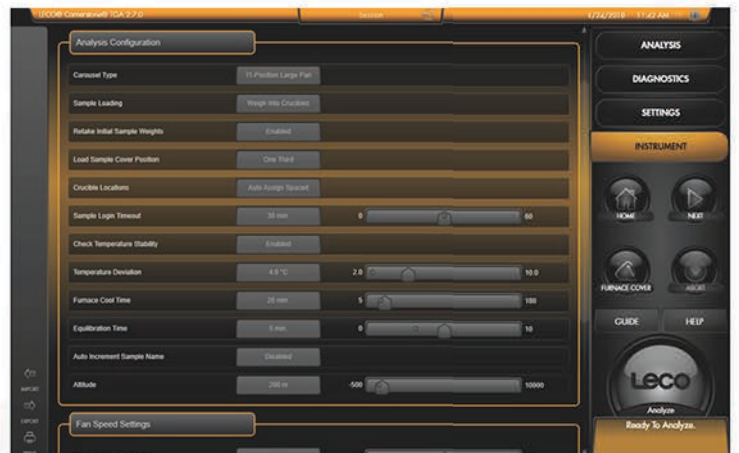 LECO® Cornerstone® TGA 2.7.0 Session 6/24/2019 11:42 AM
Analysis Configuration
Carousel Type 11-Position Large Pan
Sample Loading Weigh Into Crucibles
Retake Initial Sample Weights Enabled
Load Sample Cover Position One Third
Crucible Locations Auto Assign Spaced
Sample Login Timeout 30 min 0 60
Check Temperature Stability Enabled
Temperature Deviation 4.0 °C 2.0 10.0
Furnace Cool Time 20 min 5 180
Equilibration Time 5 min 0 10
Auto Increment Sample Name Disabled
Altitude 200 m -500 10000
Fan Speed Settings
IMPORT
EXPORT
ANALYSIS
DIAGNOSTICS
SETTINGS
INSTRUMENT
HOME NEXT
FURNACE COVER ABORT
GUIDE HELP
LECO
Analyze
Ready To Analyze.